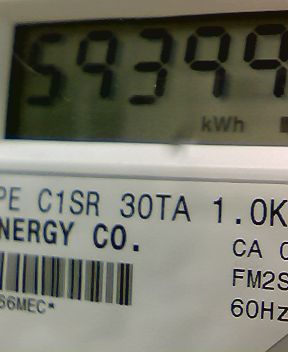 59399
kWh
PE C1SR 30TA 1.0K
NERGY CO.
CA
FM2S
66MEC*
60Hz